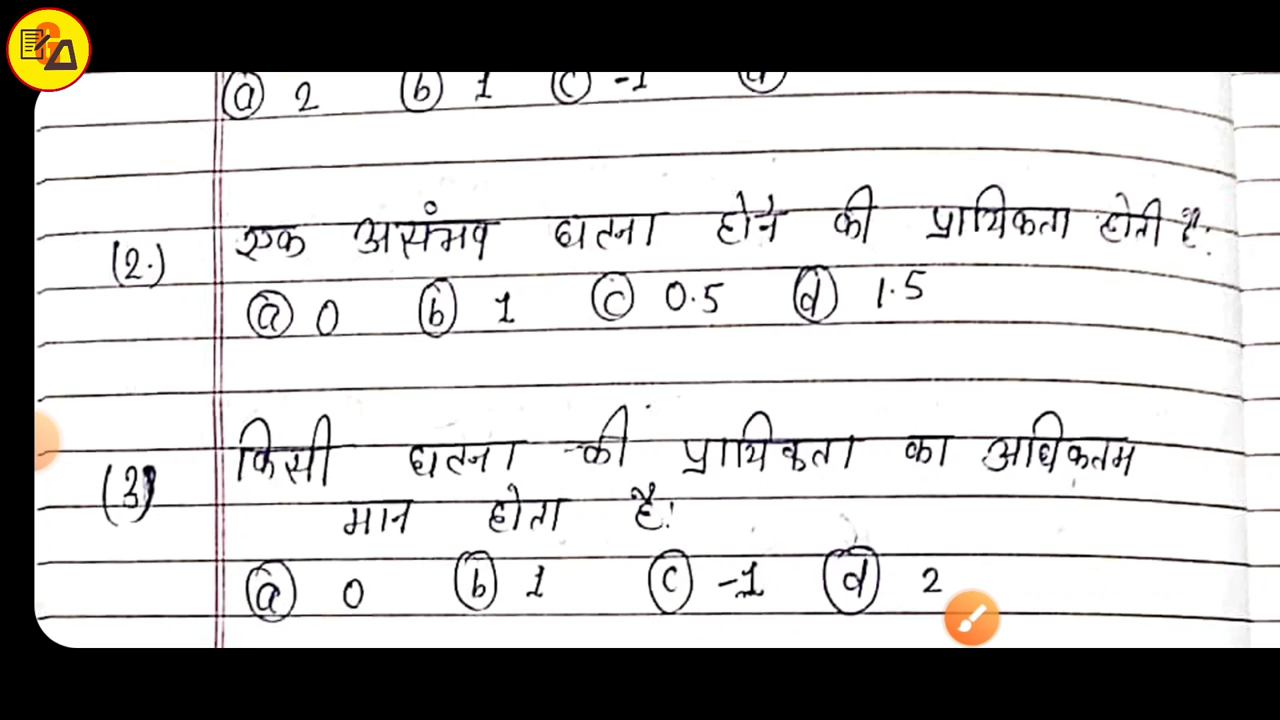 (a) 2 (b) 1 (c) -1 (d)
(2.) एक असंभव घटना होने की प्रायिकता होती है:
(a) 0 (b) 1 (c) 0.5 (d) 1.5
(3) किसी घटना की प्रायिकता का अधिकतम
मान होता है:
(a) 0 (b) 1 (c) -1 (d) 2